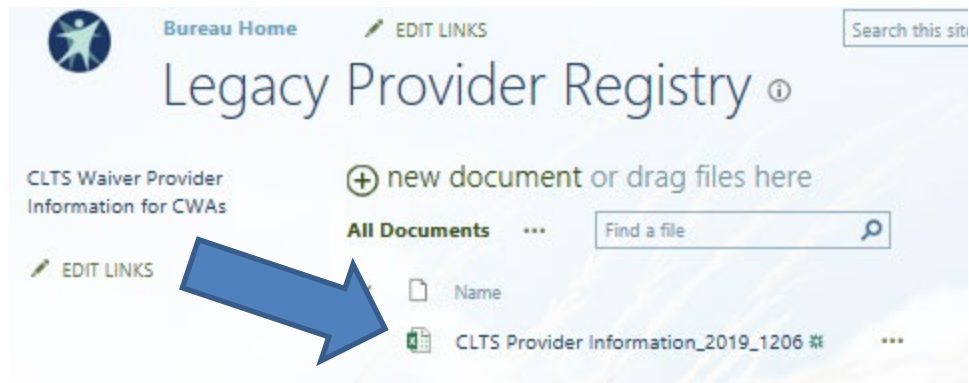 Bureau Home EDIT LINKS Search this site
Legacy Provider Registry
CLTS Waiver Provider
Information for CWAs
EDIT LINKS
new document or drag files here
All Documents ... Find a file
Name
CLTS Provider Information_2019_1206 ...